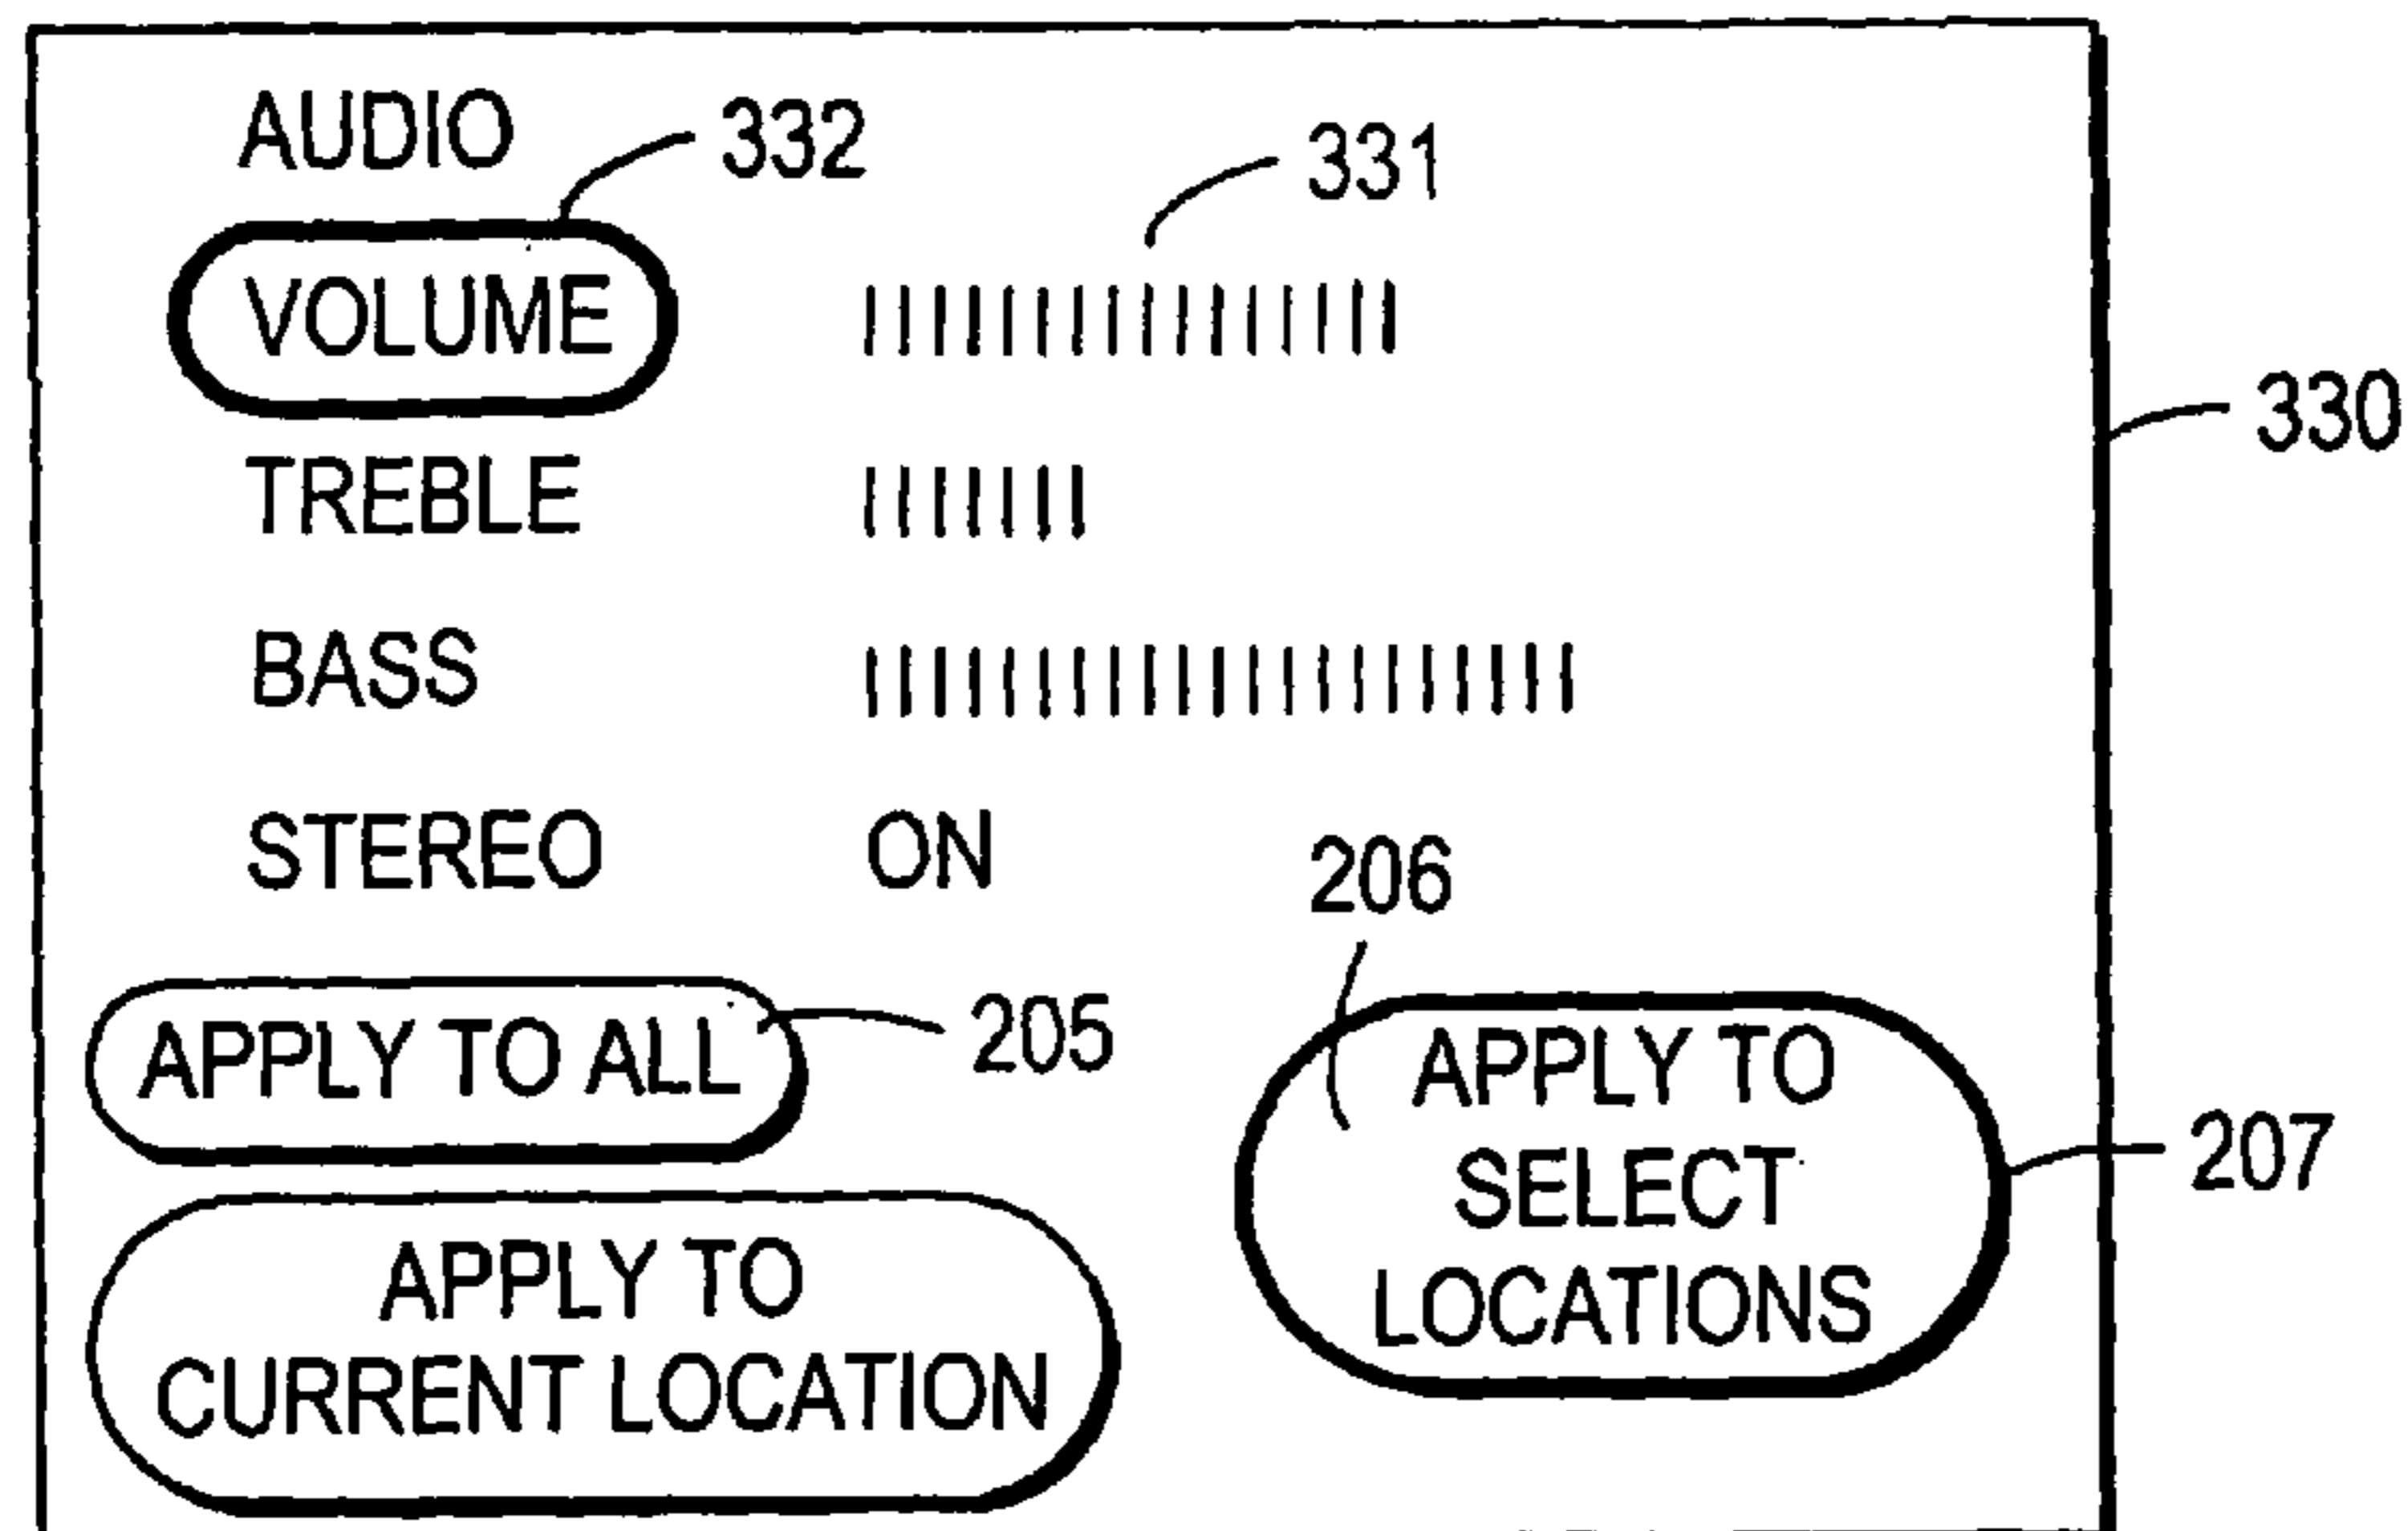 AUDIO
332
331
VOLUME
330
TREBLE
BASS
STEREO ON
206
APPLY TO ALL
205
APPLY TO
SELECT
LOCATIONS
207
APPLY TO
CURRENT LOCATION